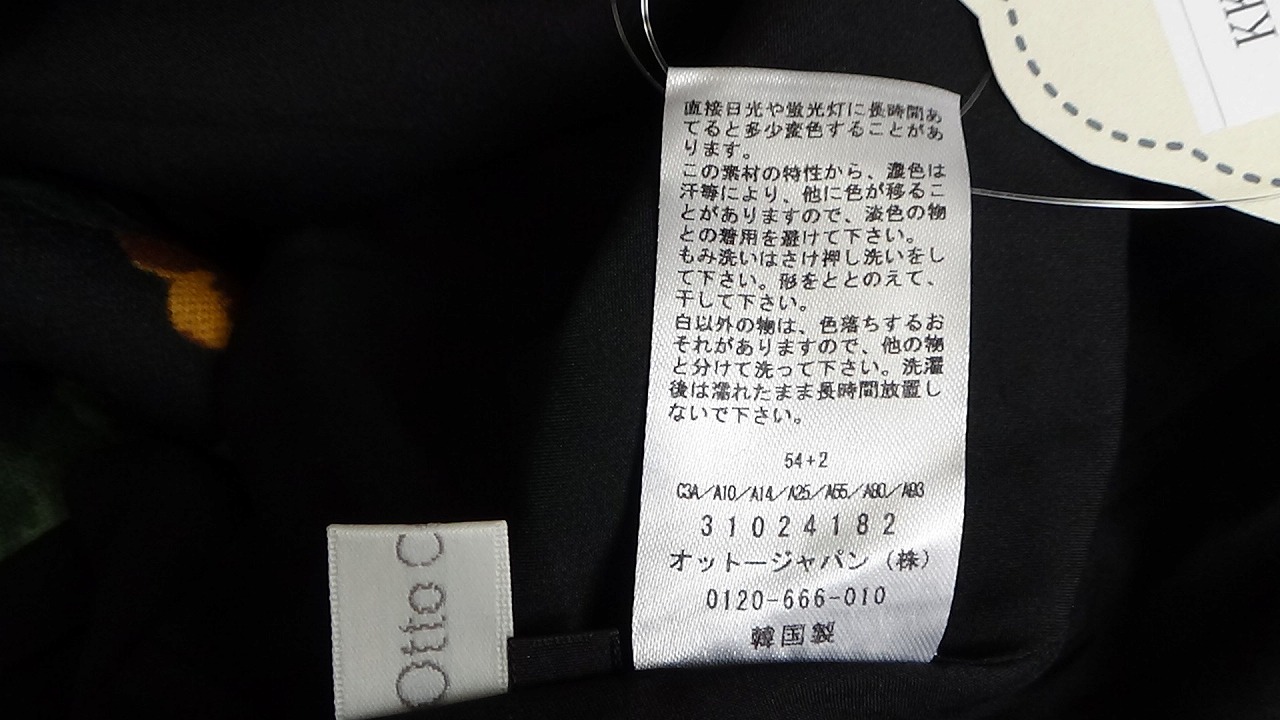 直接日光や蛍光灯に長時間あ
てると多少変色することがあ
ります。
この素材の特性から、濃色は
汗等により、他に色が移るこ
とがありますので、淡色の物
との着用を避けて下さい。
もみ洗いはさけ押し洗いをし
て下さい。形をととのえて、
干して下さい。
白以外の物は、色落ちするお
それがありますので、他の物
と分けて洗って下さい。洗濯
後は濡れたまま長時間放置し
ないで下さい。
54+2
C3A/A10/A14/A25/A55/A80/A93
31024182
オットージャパン（株）
0120-666-010
韓国製
Otto C
KK